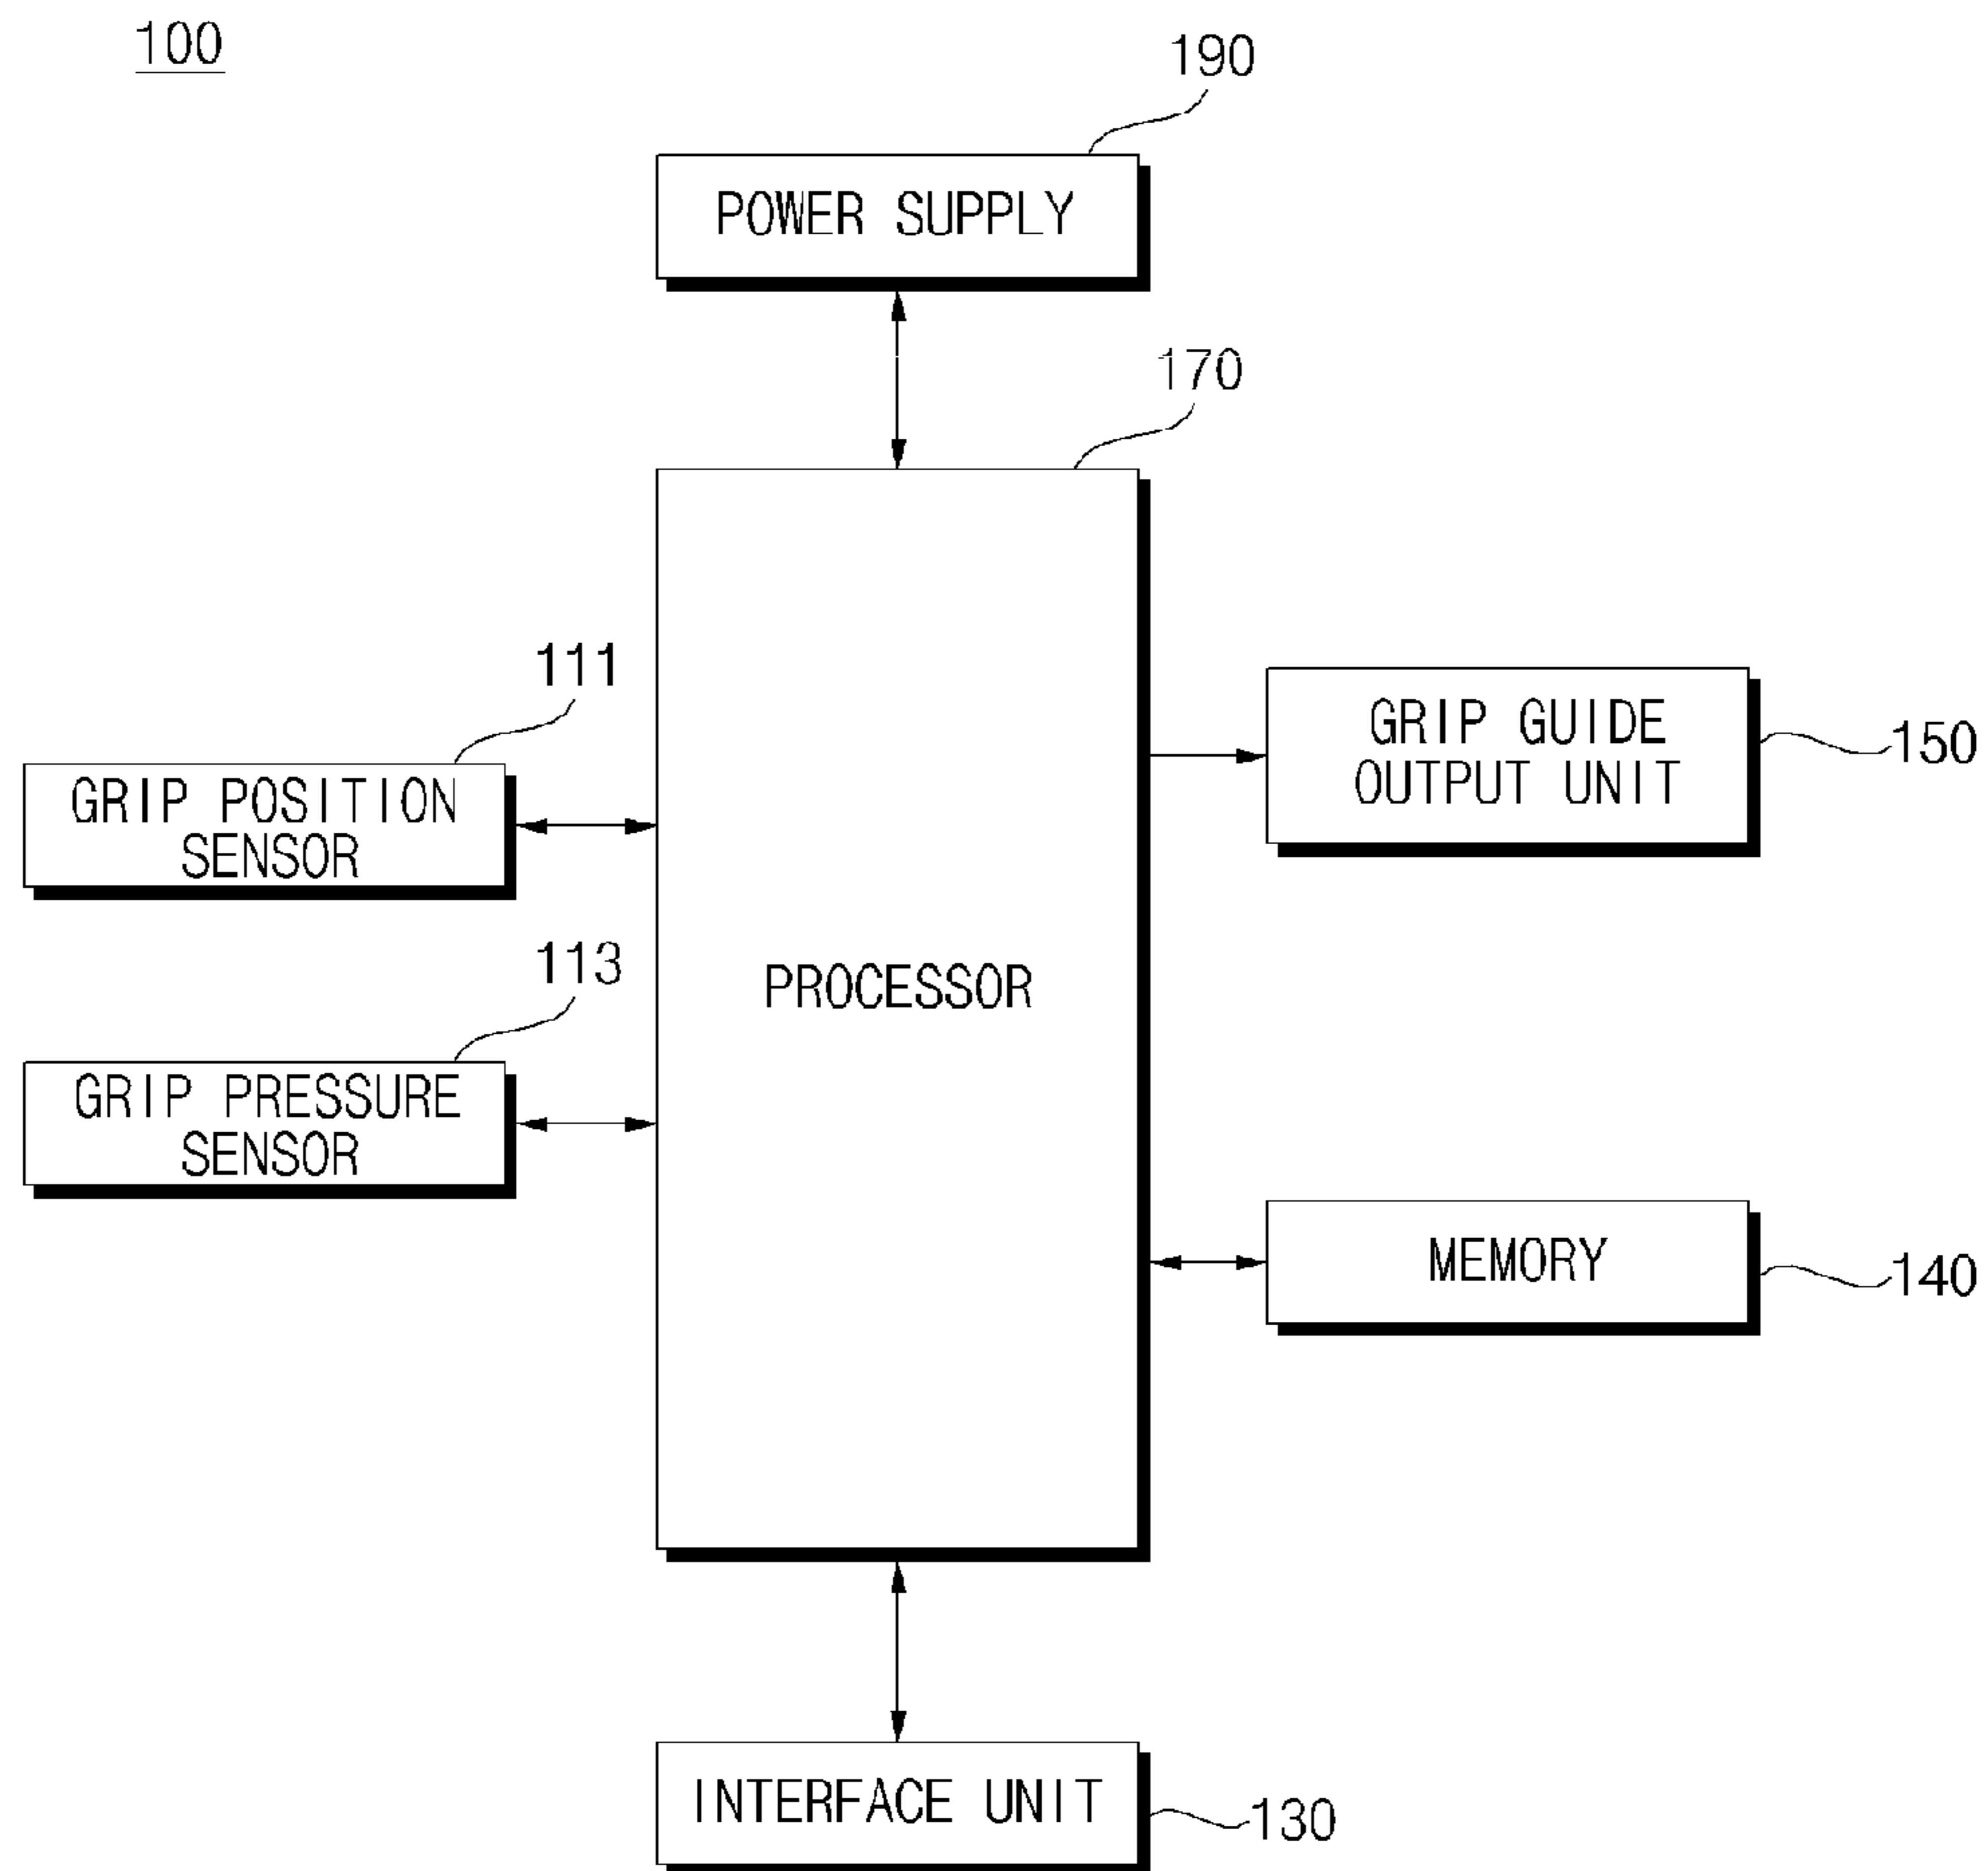 100
190
POWER SUPPLY
170
111
GRIP POSITION
SENSOR
GRIP GUIDE
OUTPUT UNIT
150
113
PROCESSOR
GRIP PRESSURE
SENSOR
MEMORY
140
INTERFACE UNIT
130